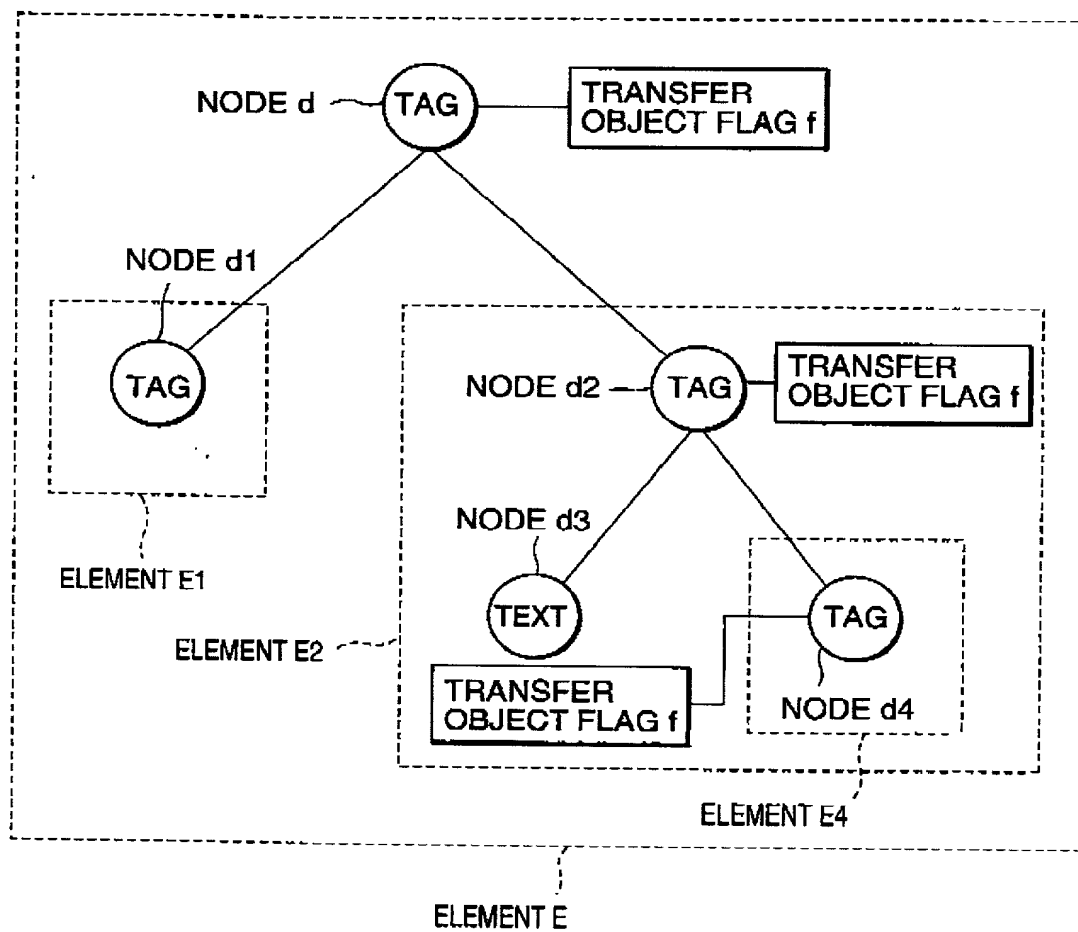 NODE d
TAG
TRANSFER
OBJECT FLAG f
NODE d1
TAG
NODE d2
TAG
TRANSFER
OBJECT FLAG f
NODE d3
ELEMENT E1
TEXT
TAG
ELEMENT E2
TRANSFER
OBJECT FLAG f
NODE d4
ELEMENT E4
ELEMENT E